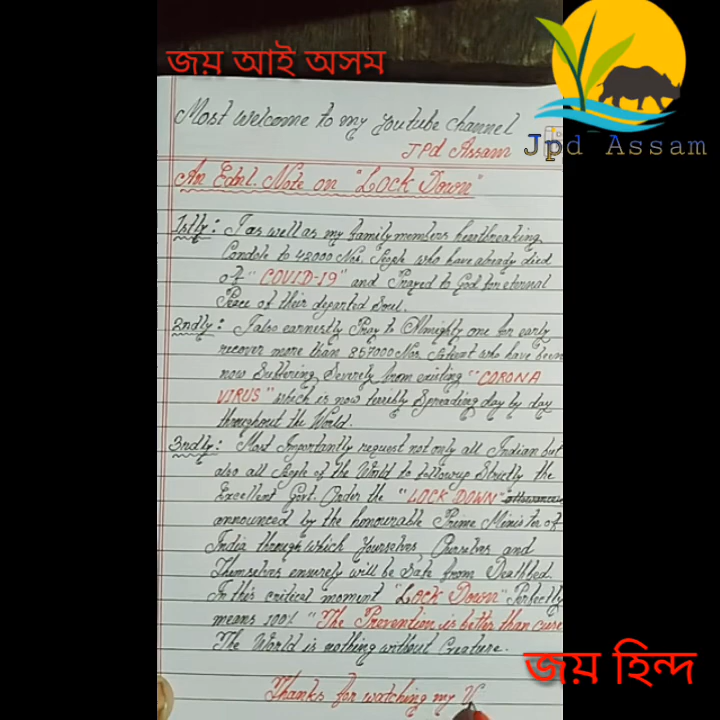 জয় আই অসম
Most welcome to my Youtube channel
JPd Assam
Jpd Assam
An Ednl. Note on "Lock Down"
1stly: I as well as my family members heartbreaking
Condole to 42000 Nos. People who have already died
of "COVID-19" and Prayed to God for eternal
Peace of their departed Soul.
2ndly: I also earnestly Pray to Almighty one for early
recover more than 857000 Nos. who have been
now Suffering Severely from existing "CORONA
VIRUS" which is now terribly Spreading day by day
throughout the World.
3ndly: Most Importantly request not only all Indian but
also all People of the World to followup Strictly the
Excellent Govt. Order the "LOCK DOWN"
announced by the honourable Prime Minister of
India through which Yourselves Ourselves and
Themselves ensurely will be Safe from Deathbed.
In this critical moment "Lock Down" Perfectly
means 100% "The Prevention is better than cure
The World is nothing without Creature.
জয় হিন্দ
Thanks for watching my